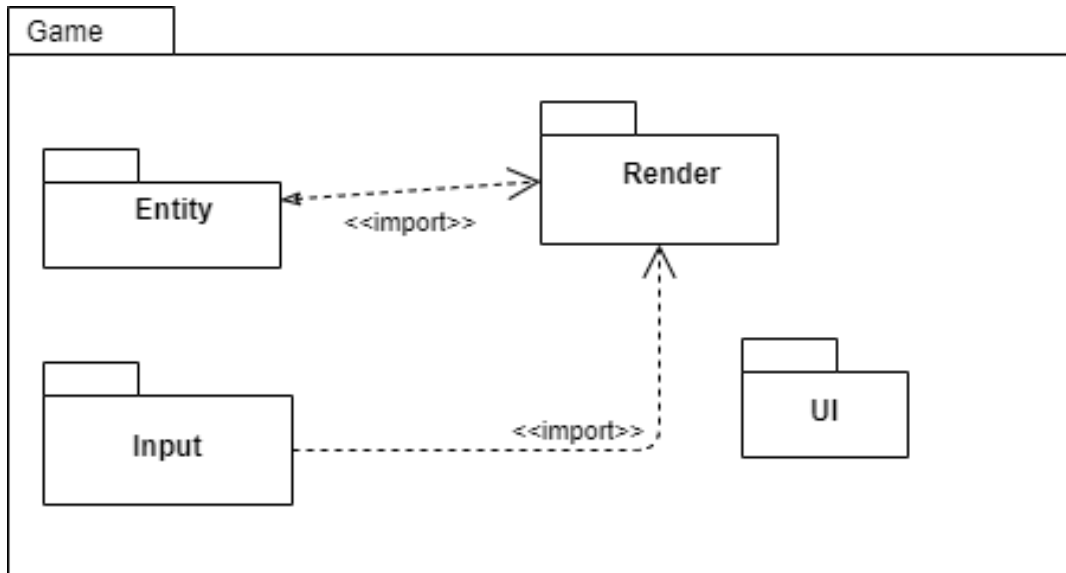 Game
Render
Entity
<<import>>
UI
<<import>>
Input